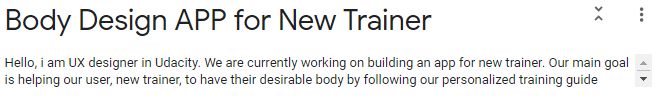 Body Design APP for New Trainer
Hello, i am UX designer in Udacity. We are currently working on building an app for new trainer. Our main goal
is helping our user, new trainer, to have their desirable body by following our personalized training guide